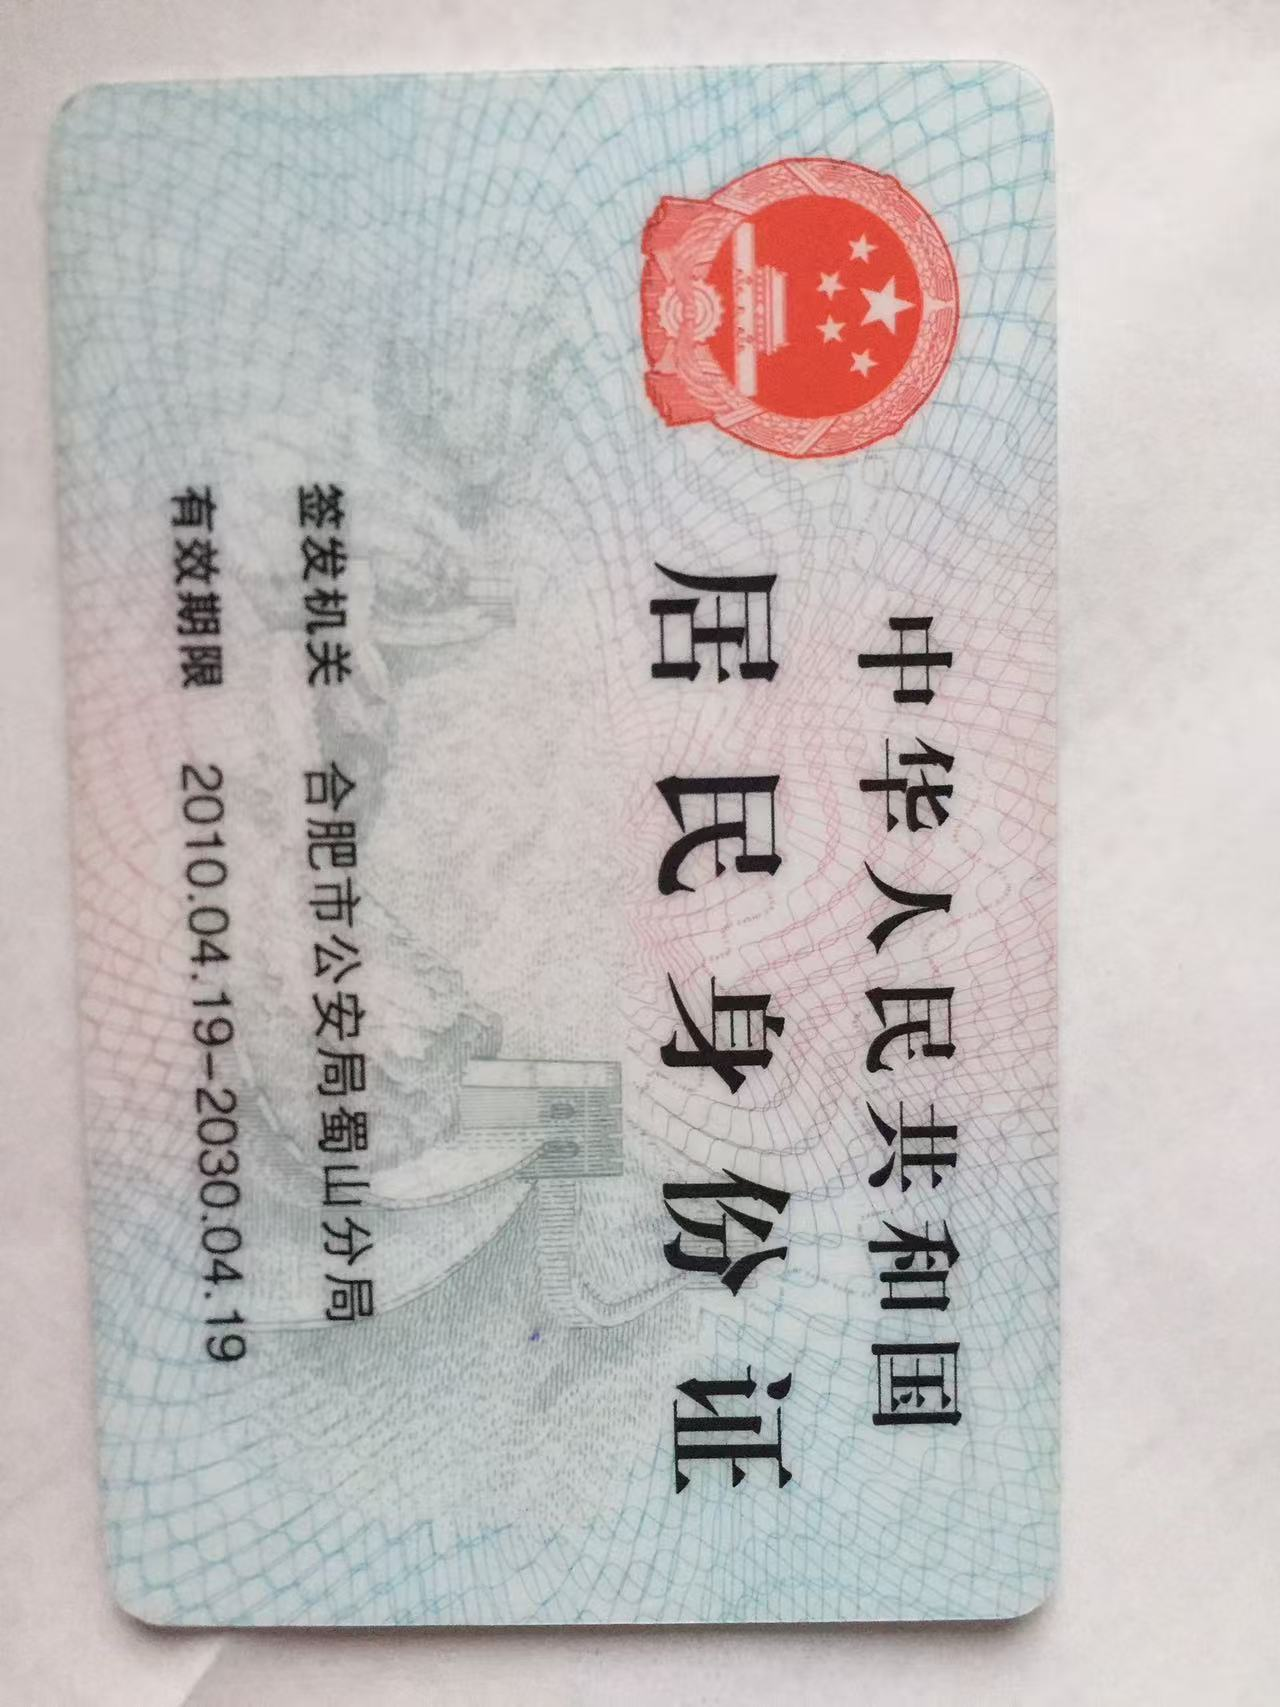 中华人民共和国
居民身份证
签发机关 合肥市公安局蜀山分局
有效期限 2010.04.19-2030.04.19